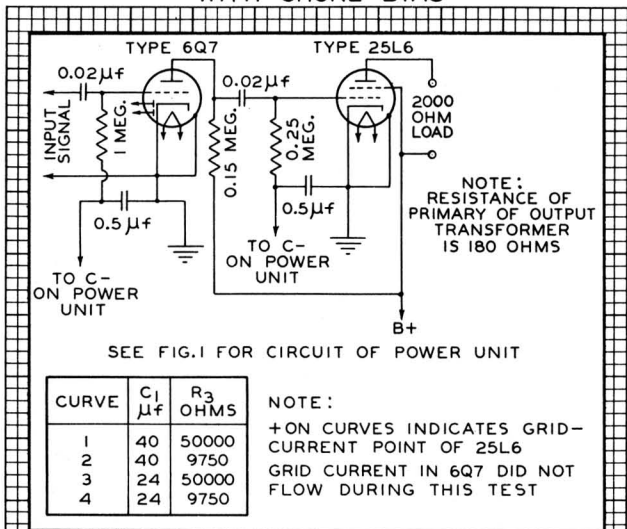 WITH CHOKE BIAS
TYPE 6Q7
TYPE 25L6
0.02μf
0.02μf
2000
OHM
LOAD
INPUT
SIGNAL
1 MEG.
0.15 MEG.
0.25
MEG.
0.5μf
0.5μf
NOTE:
RESISTANCE OF
PRIMARY OF OUTPUT
TRANSFORMER
IS 180 OHMS
TO C-
ON POWER
UNIT
TO C-
ON POWER
UNIT
B+
SEE FIG.1 FOR CIRCUIT OF POWER UNIT
CURVE C1 μf R3 OHMS
1 40 50000
2 40 9750
3 24 50000
4 24 9750
NOTE:
+ON CURVES INDICATES GRID-
CURRENT POINT OF 25L6
GRID CURRENT IN 6Q7 DID NOT
FLOW DURING THIS TEST